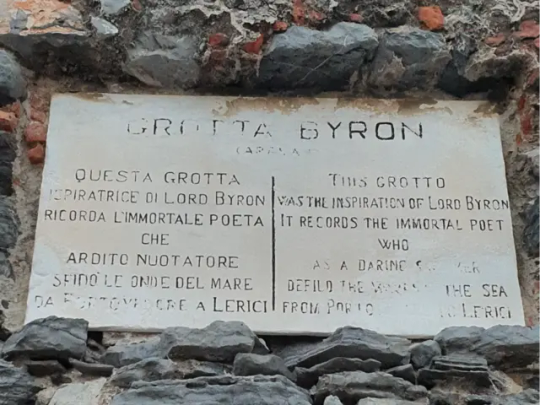 GROTTA BYRON
QUESTA GROTTA
ISPIRATRICE DI LORD BYRON
RICORDA L'IMMORTALE POETA
CHE
ARDITO NUOTATORE
SFIDÒ LE ONDE DEL MARE
DA PORTOVENERE A LERICI
THIS GROTTO
WAS THE INSPIRATION OF LORD BYRON
IT RECORDS THE IMMORTAL POET
WHO
AS A DARING
DEFIED THE THE SEA
FROM PORTO LERICI